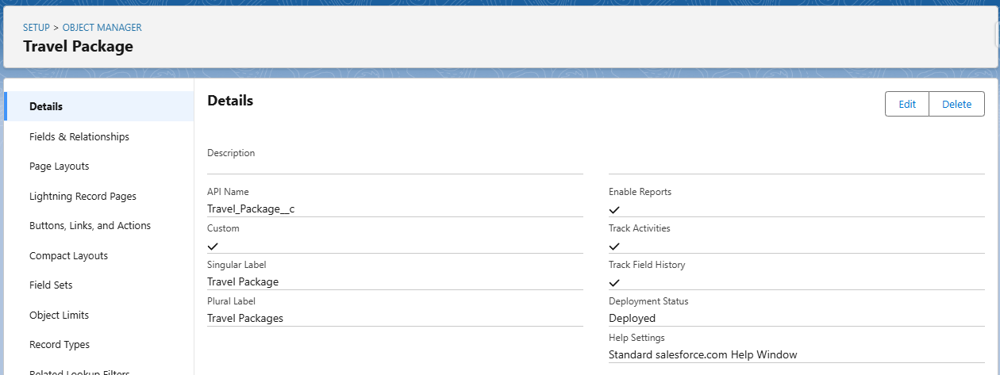 SETUP > OBJECT MANAGER
Travel Package
Details
Fields & Relationships
Page Layouts
Lightning Record Pages
Buttons, Links, and Actions
Compact Layouts
Field Sets
Object Limits
Record Types
Related Lookup Filters
Details
Edit
Delete
Description
API Name
Travel_Package__c
Custom
Singular Label
Travel Package
Plural Label
Travel Packages
Enable Reports
Track Activities
Track Field History
Deployment Status
Deployed
Help Settings
Standard salesforce.com Help Window